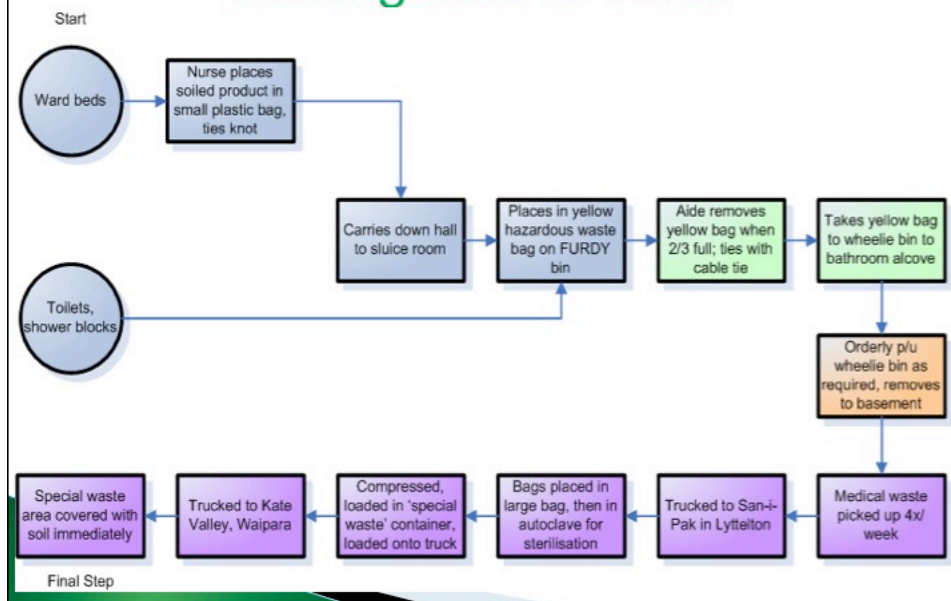 Start
Ward beds
Nurse places
soiled product in
small plastic bag,
ties knot
Carries down hall
to sluice room
Places in yellow
hazardous waste
bag on FURDY
bin
Aide removes
yellow bag when
2/3 full; ties with
cable tie
Takes yellow bag
to wheelie bin to
bathroom alcove
Toilets,
shower blocks
Orderly p/u
wheelie bin as
required, removes
to basement
Medical waste
picked up 4x/
week
Trucked to San-i-
Pak in Lyttelton
Bags placed in
large bag, then in
autoclave for
sterilisation
Compressed,
loaded in ‘special
waste’ container,
loaded onto truck
Trucked to Kate
Valley, Waipara
Special waste
area covered with
soil immediately
Final Step